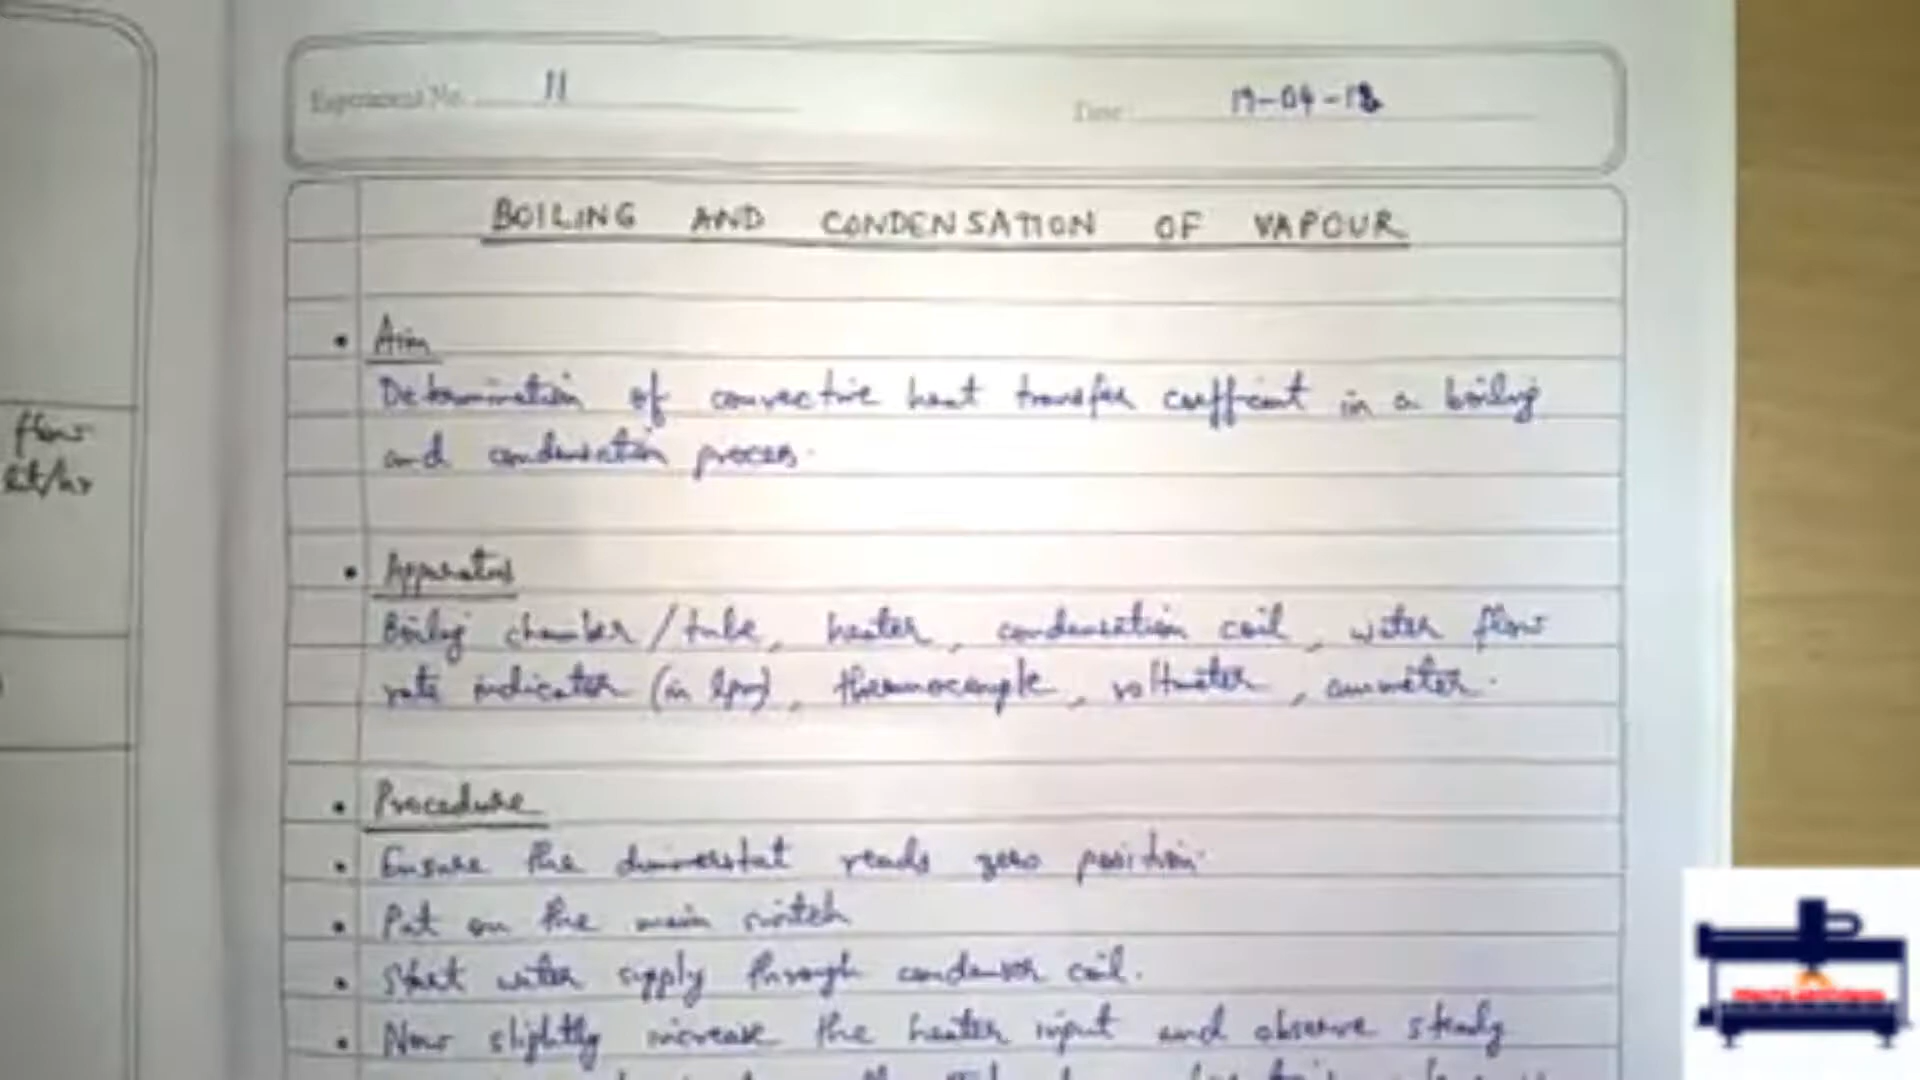 flow
lit/hr
Experiment No. 11
Date: 19-04-18
BOILING AND CONDENSATION OF VAPOUR
• Aim
Determination of convective heat transfer coefficient in a boiling
and condensation process.
• Apparatus
Boiling chamber/tube, heater, condensation coil, water flow
rate indicator (in lpm), thermocouple, voltmeter, ammeter.
• Procedure
• Ensure the dimmerstat reads zero position.
• Put on the main switch
• Start water supply through condensor coil.
• Now slightly increase the heater input and observe steady